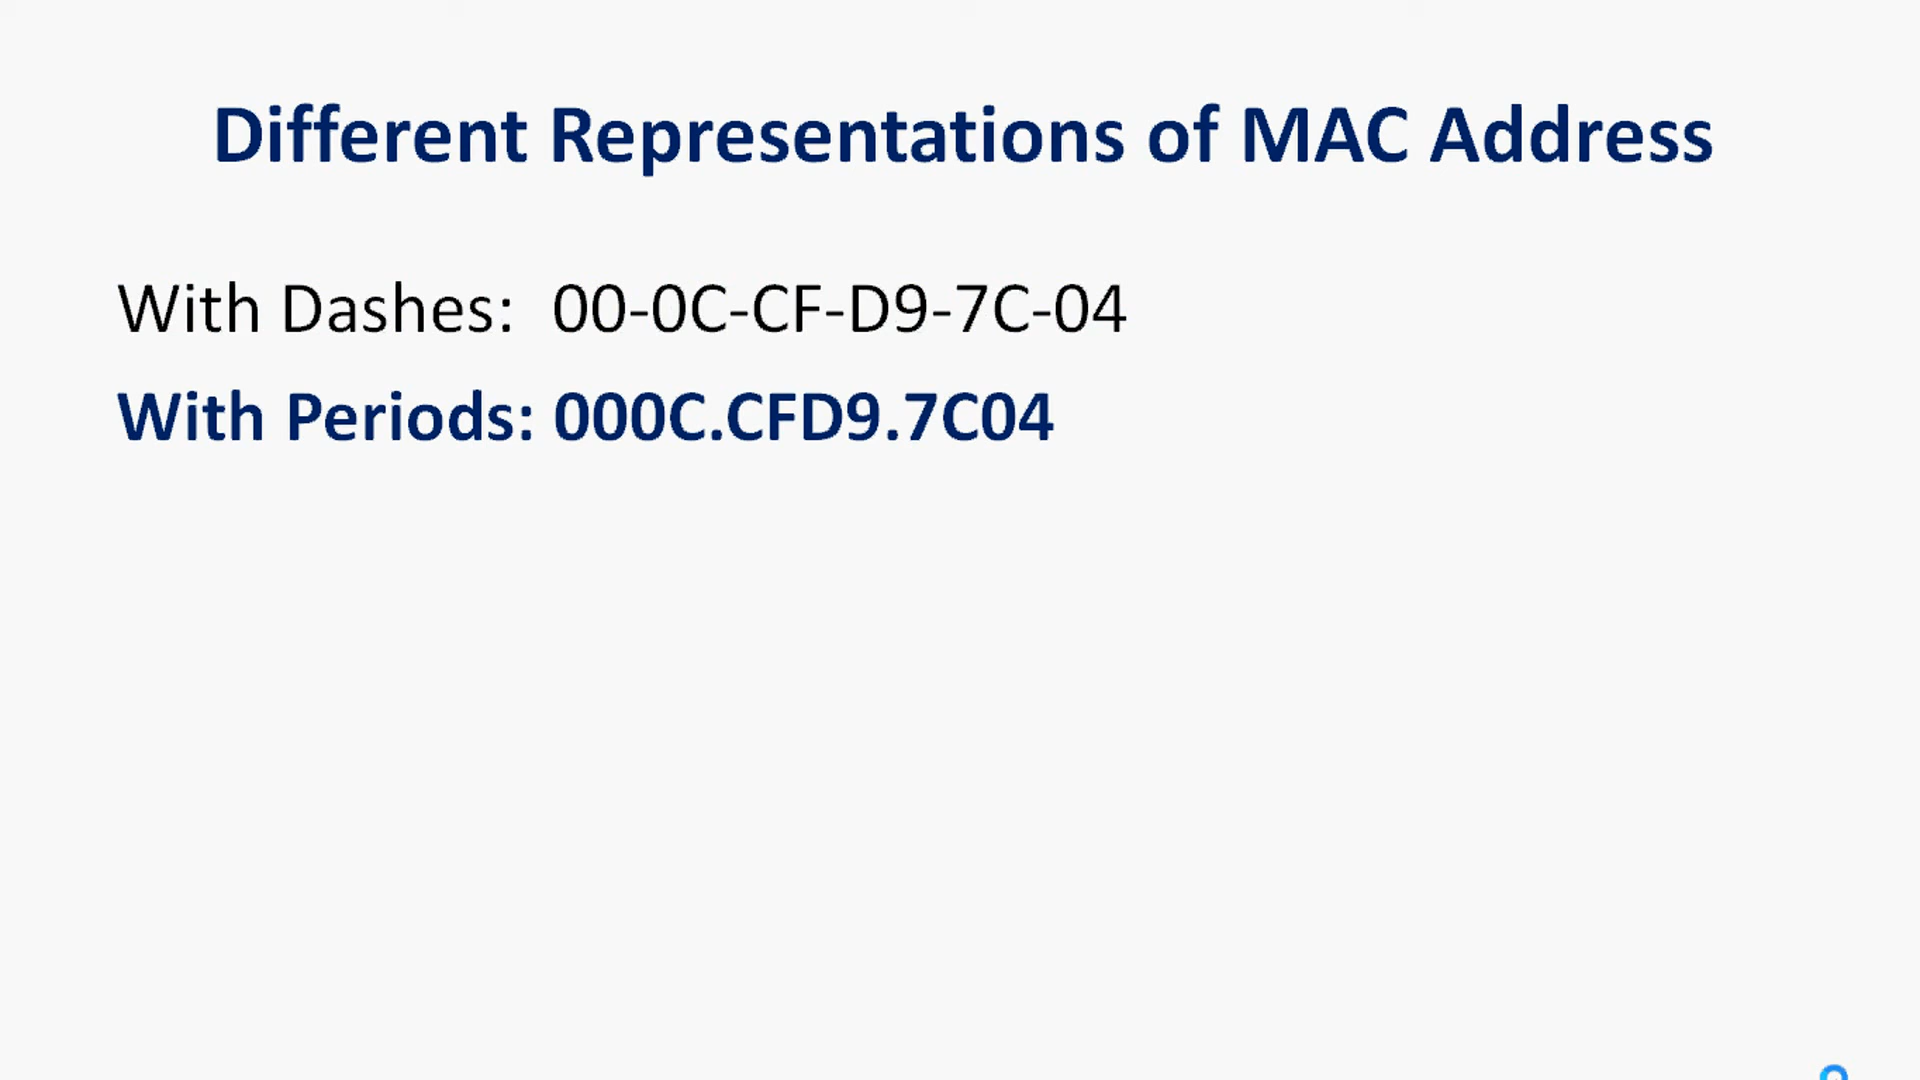 Different Representations of MAC Address
With Dashes: 00-0C-CF-D9-7C-04
With Periods: 000C.CFD9.7C04